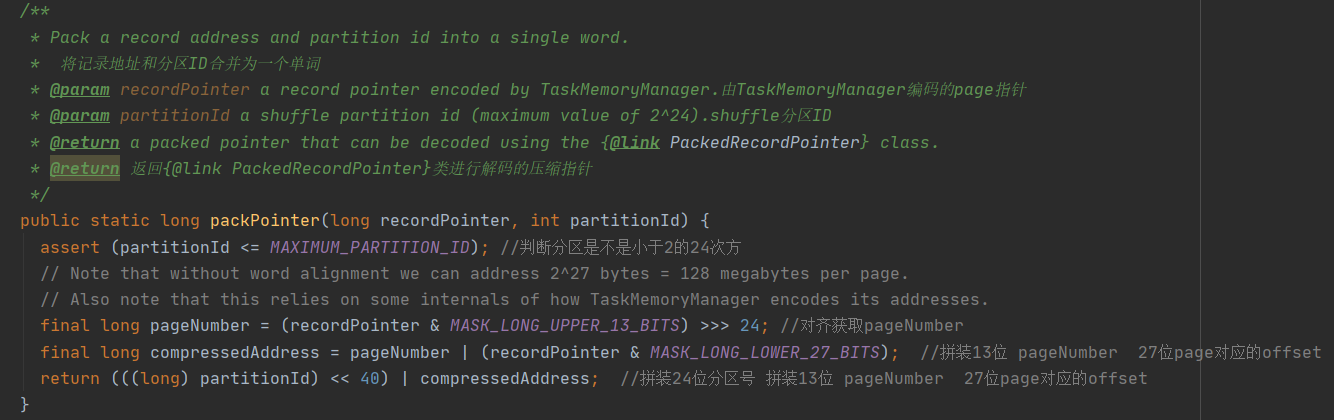 /**
* Pack a record address and partition id into a single word.
* 将记录地址和分区ID合并为一个单词
* @param recordPointer a record pointer encoded by TaskMemoryManager.由TaskMemoryManager编码的page指针
* @param partitionId a shuffle partition id (maximum value of 2^24).shuffle分区ID
* @return a packed pointer that can be decoded using the {@link PackedRecordPointer} class.
* @return 返回{@link PackedRecordPointer}类进行解码的压缩指针
*/
public static long packPointer(long recordPointer, int partitionId) {
assert (partitionId <= MAXIMUM_PARTITION_ID); //判断分区是不是小于2的24次方
// Note that without word alignment we can address 2^27 bytes = 128 megabytes per page.
// Also note that this relies on some internals of how TaskMemoryManager encodes its addresses.
final long pageNumber = (recordPointer & MASK_LONG_UPPER_13_BITS) >>> 24; //对齐获取pageNumber
final long compressedAddress = pageNumber | (recordPointer & MASK_LONG_LOWER_27_BITS); //拼装13位 pageNumber 27位page对应的offset
return (((long) partitionId) << 40) | compressedAddress; //拼装24位分区号 拼装13位 pageNumber 27位page对应的offset
}